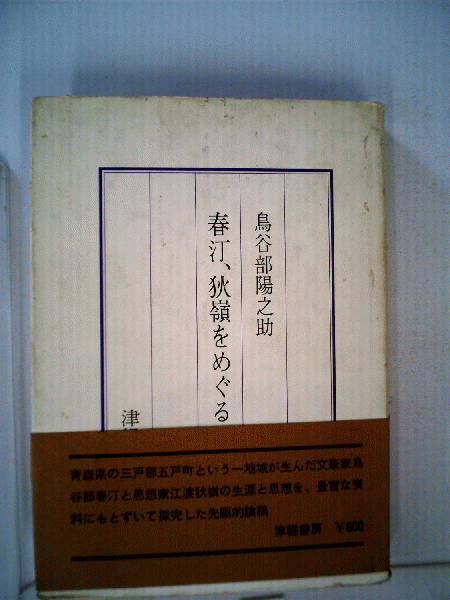 鳥谷部陽之助
春汀、狄嶺をめぐる
津
青森県の三戸郡五戸町という一地域が生んだ文筆家鳥
谷部春汀と思想家江渡狄嶺の生涯と思想を、豊富な資
料にもとずいて探究した先駆的論稿
津軽書房 ¥600